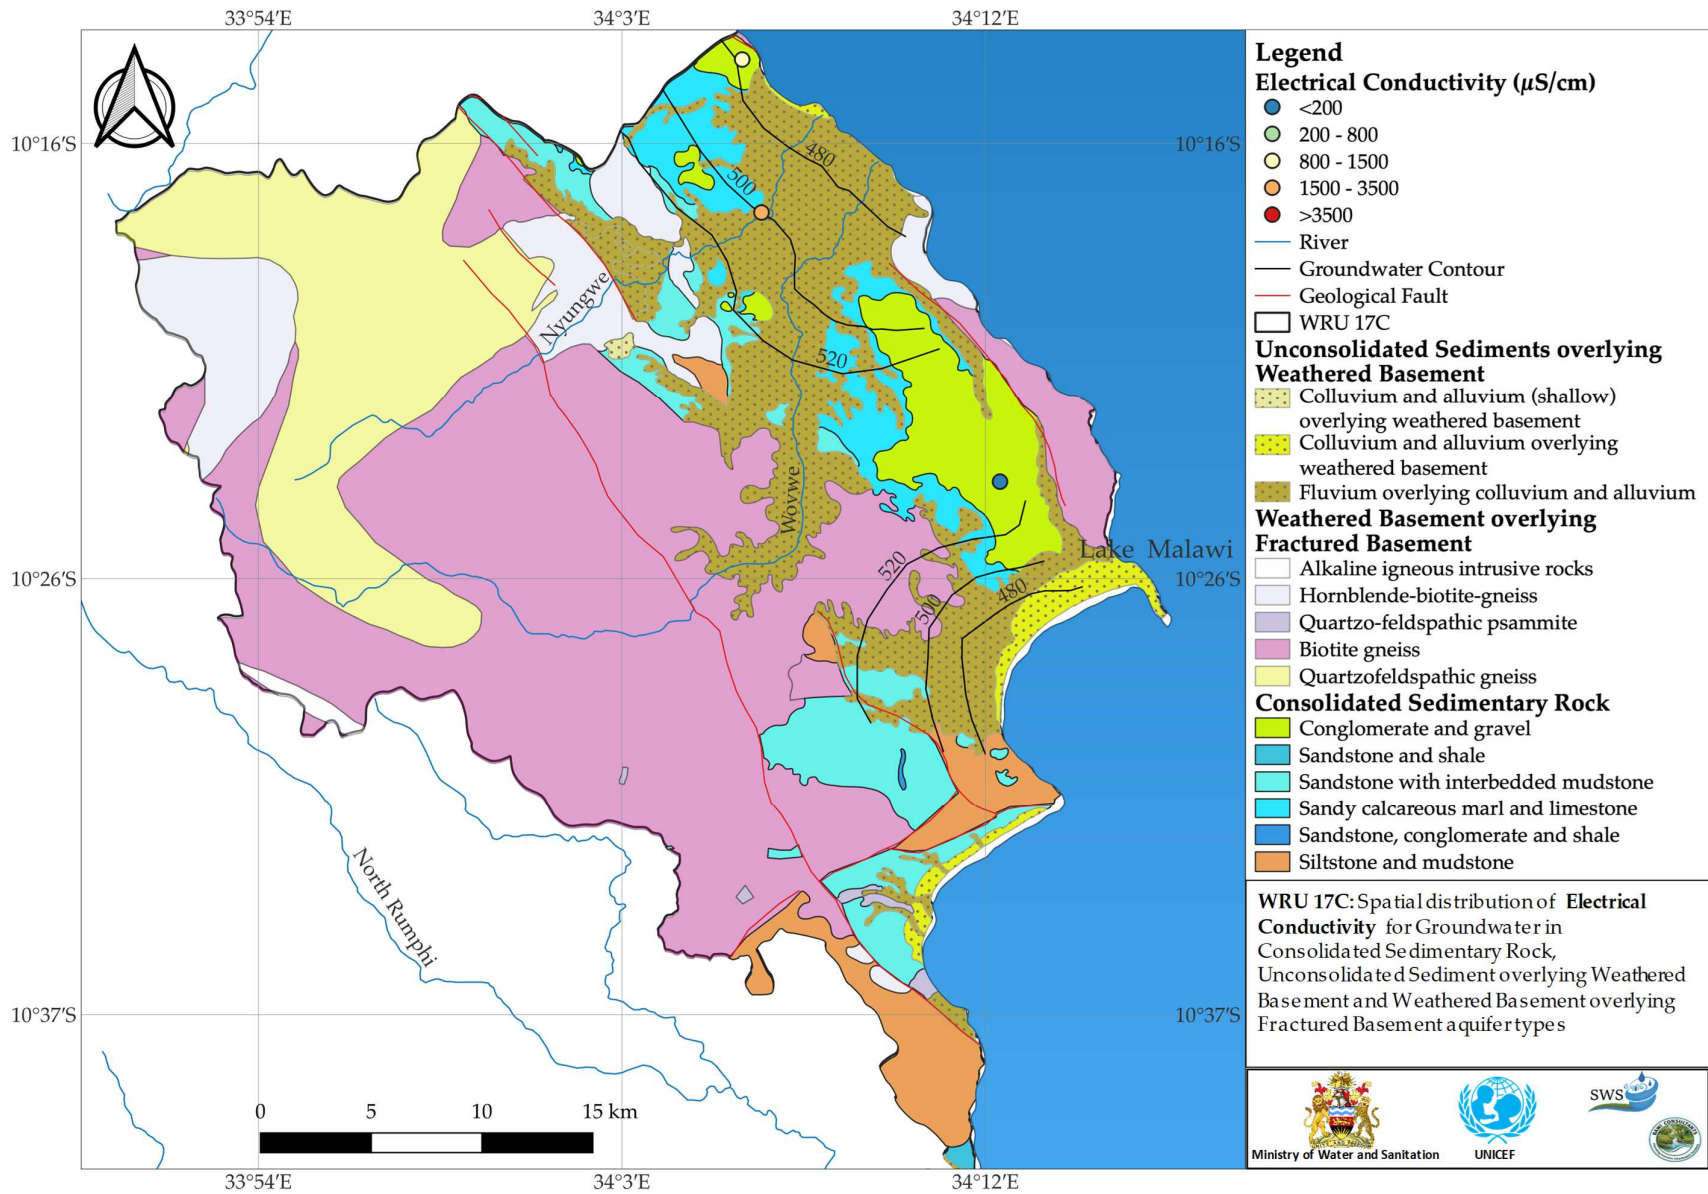 33°54′E
34°3′E
34°12′E
10°16′S
10°16′S
480
500
Nyungwe
520
Wovwe
Lake Malawi
10°26′S
10°26′S
520
480
500
North Rumphi
10°37′S
10°37′S
0 5 10 15 km
33°54′E
34°3′E
34°12′E
Legend
Electrical Conductivity (µS/cm)
<200
200 - 800
800 - 1500
1500 - 3500
>3500
River
Groundwater Contour
Geological Fault
WRU 17C
Unconsolidated Sediments overlying
Weathered Basement
Colluvium and alluvium (shallow)
overlying weathered basement
Colluvium and alluvium overlying
weathered basement
Fluvium overlying colluvium and alluvium
Weathered Basement overlying
Fractured Basement
Alkaline igneous intrusive rocks
Hornblende-biotite-gneiss
Quartzo-feldspathic psammite
Biotite gneiss
Quartzofeldspathic gneiss
Consolidated Sedimentary Rock
Conglomerate and gravel
Sandstone and shale
Sandstone with interbedded mudstone
Sandy calcareous marl and limestone
Sandstone, conglomerate and shale
Siltstone and mudstone
WRU 17C: Spatial distribution of Electrical
Conductivity for Groundwater in
Consolidated Sedimentary Rock,
Unconsolidated Sediment overlying Weathered
Basement and Weathered Basement overlying
Fractured Basement aquifer types
Ministry of Water and Sanitation
UNICEF
SWS